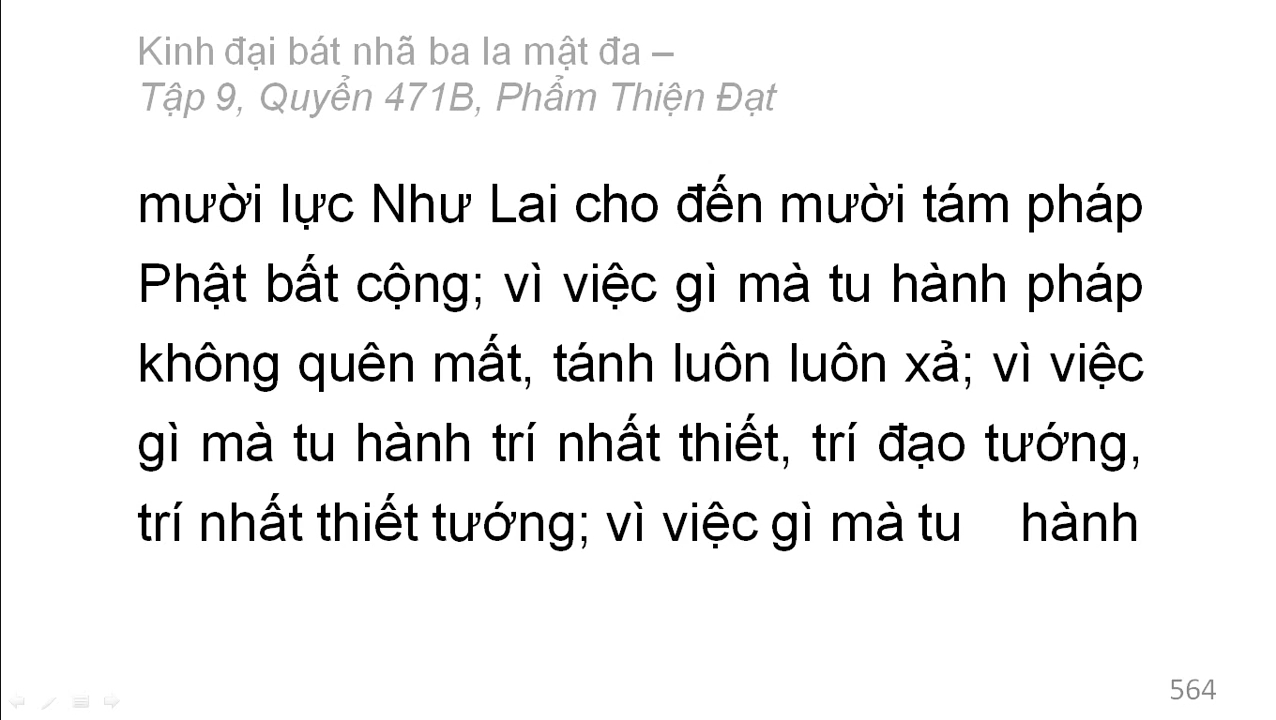 Kinh đại bát nhã ba la mật đa –
Tập 9, Quyển 471B, Phẩm Thiện Đạt
mười lực Như Lai cho đến mười tám pháp
Phật bất cộng; vì việc gì mà tu hành pháp
không quên mất, tánh luôn luôn xả; vì việc
gì mà tu hành trí nhất thiết, trí đạo tướng,
trí nhất thiết tướng; vì việc gì mà tu hành
564